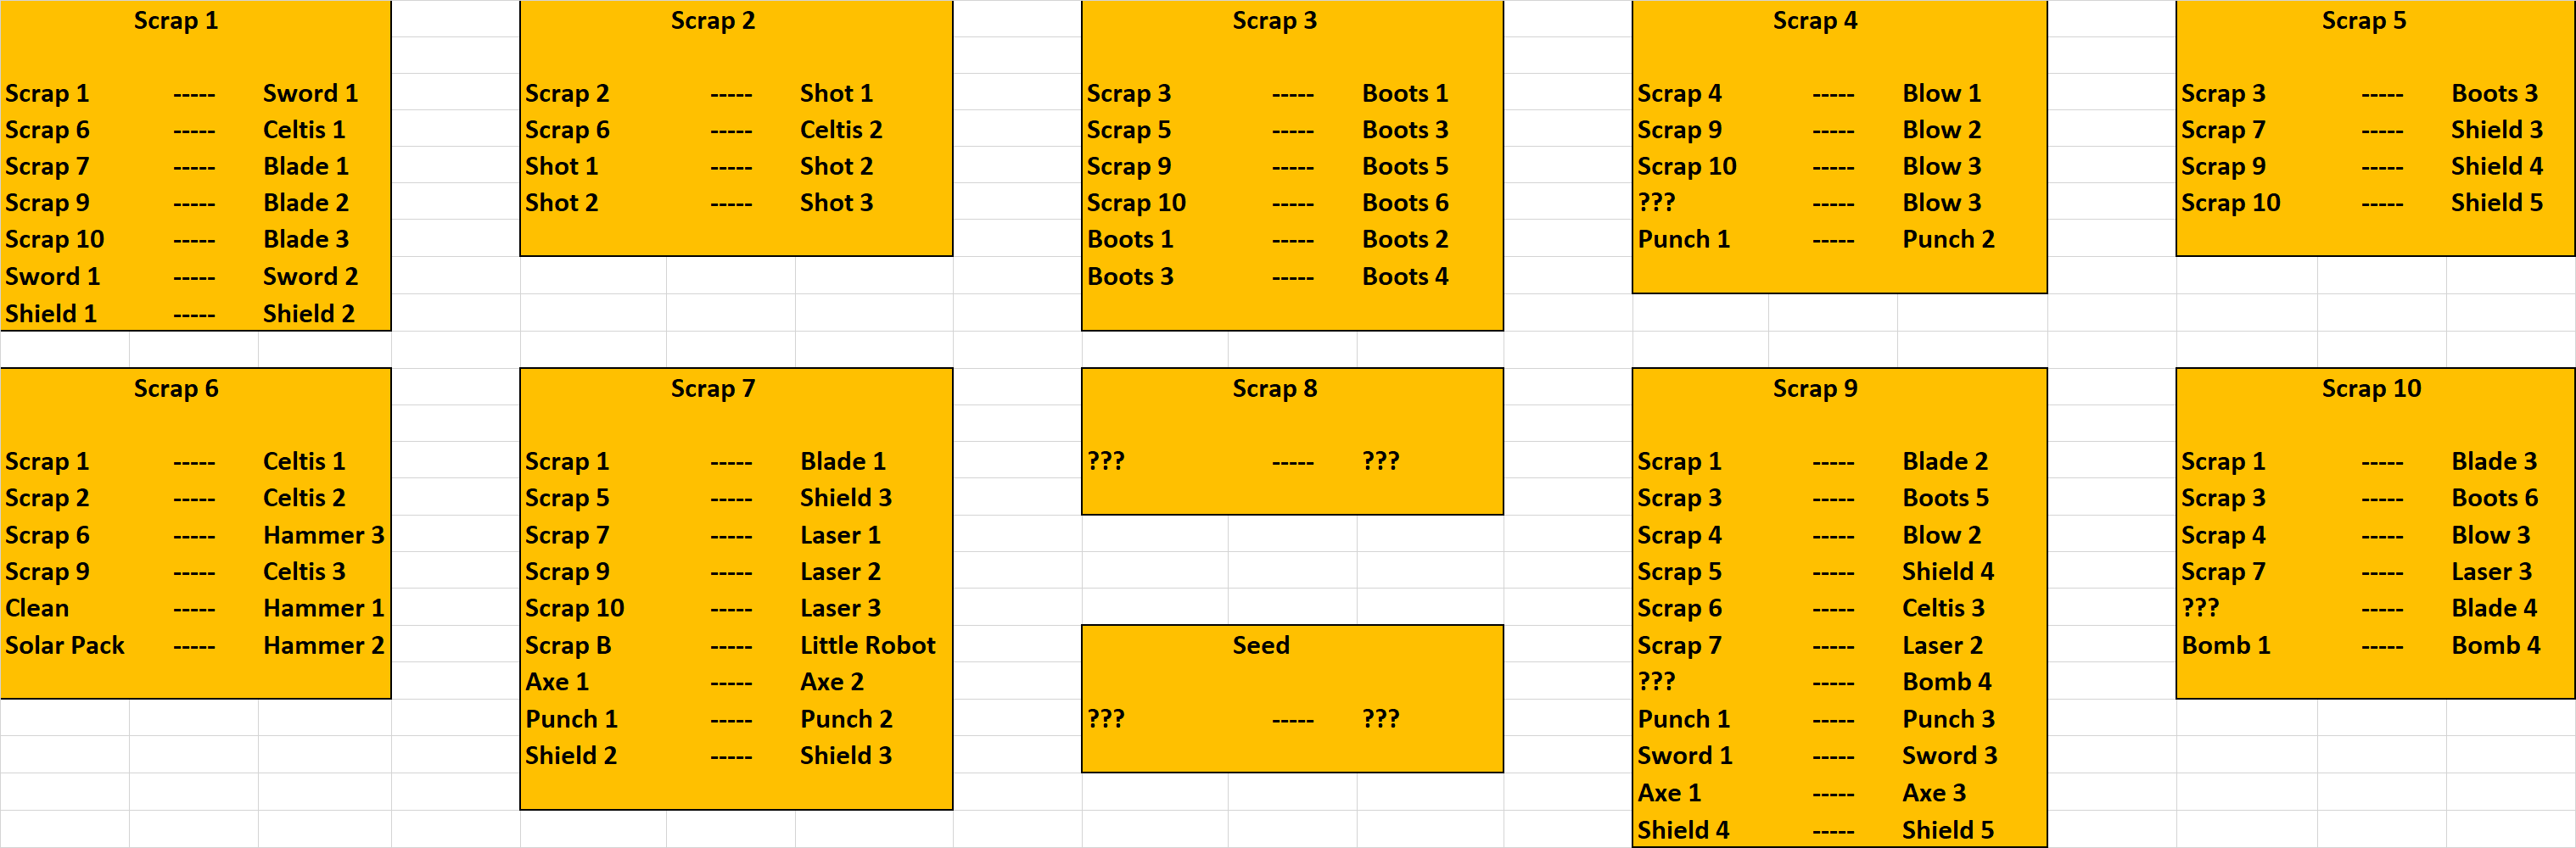 Scrap 1
Scrap 1 ----- Sword 1
Scrap 6 ----- Celtis 1
Scrap 7 ----- Blade 1
Scrap 9 ----- Blade 2
Scrap 10 ----- Blade 3
Sword 1 ----- Sword 2
Shield 1 ----- Shield 2
Scrap 2
Scrap 2 ----- Shot 1
Scrap 6 ----- Celtis 2
Shot 1 ----- Shot 2
Shot 2 ----- Shot 3
Scrap 3
Scrap 3 ----- Boots 1
Scrap 5 ----- Boots 3
Scrap 9 ----- Boots 5
Scrap 10 ----- Boots 6
Boots 1 ----- Boots 2
Boots 3 ----- Boots 4
Scrap 4
Scrap 4 ----- Blow 1
Scrap 9 ----- Blow 2
Scrap 10 ----- Blow 3
??? ----- Blow 3
Punch 1 ----- Punch 2
Scrap 5
Scrap 3 ----- Boots 3
Scrap 7 ----- Shield 3
Scrap 9 ----- Shield 4
Scrap 10 ----- Shield 5
Scrap 6
Scrap 1 ----- Celtis 1
Scrap 2 ----- Celtis 2
Scrap 6 ----- Hammer 3
Scrap 9 ----- Celtis 3
Clean ----- Hammer 1
Solar Pack ----- Hammer 2
Scrap 7
Scrap 1 ----- Blade 1
Scrap 5 ----- Shield 3
Scrap 7 ----- Laser 1
Scrap 9 ----- Laser 2
Scrap 10 ----- Laser 3
Scrap B ----- Little Robot
Axe 1 ----- Axe 2
Punch 1 ----- Punch 2
Shield 2 ----- Shield 3
Scrap 8
??? ----- ???
Seed
??? ----- ???
Scrap 9
Scrap 1 ----- Blade 2
Scrap 3 ----- Boots 5
Scrap 4 ----- Blow 2
Scrap 5 ----- Shield 4
Scrap 6 ----- Celtis 3
Scrap 7 ----- Laser 2
??? ----- Bomb 4
Punch 1 ----- Punch 3
Sword 1 ----- Sword 3
Axe 1 ----- Axe 3
Shield 4 ----- Shield 5
Scrap 10
Scrap 1 ----- Blade 3
Scrap 3 ----- Boots 6
Scrap 4 ----- Blow 3
Scrap 7 ----- Laser 3
??? ----- Blade 4
Bomb 1 ----- Bomb 4